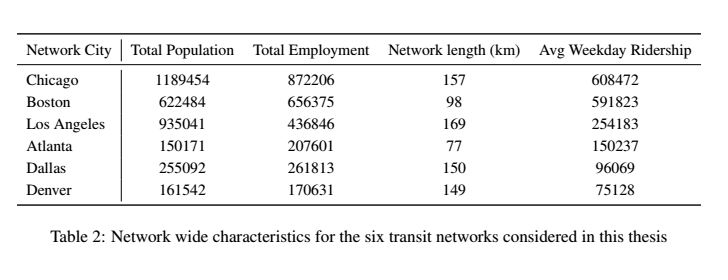 Network City Total Population Total Employment Network length (km) Avg Weekday Ridership
Chicago 1189454 872206 157 608472
Boston 622484 656375 98 591823
Los Angeles 935041 436846 169 254183
Atlanta 150171 207601 77 150237
Dallas 255092 261813 150 96069
Denver 161542 170631 149 75128
Table 2: Network wide characteristics for the six transit networks considered in this thesis